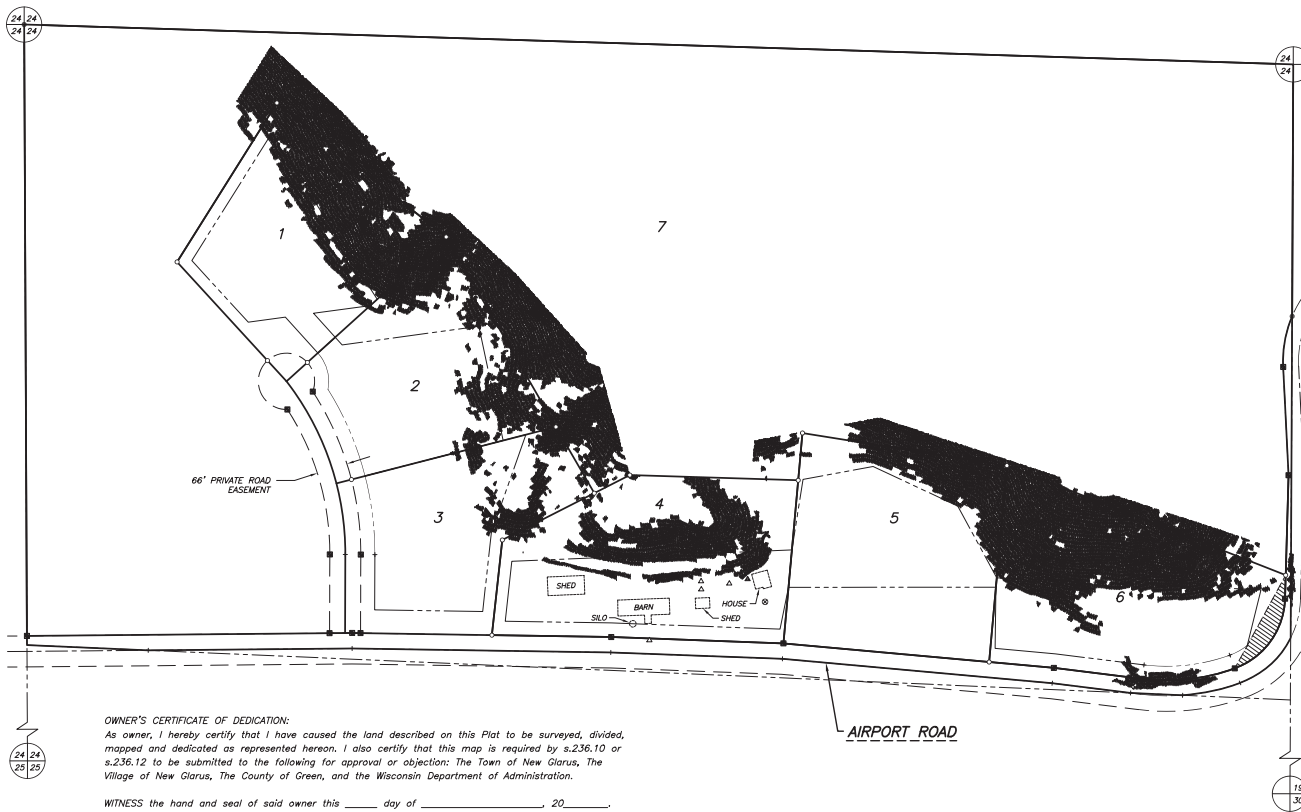 24 24
24 24
24
24
1
7
2
66' PRIVATE ROAD
EASEMENT
3
4
5
6
SHED
BARN
HOUSE
SILO
SHED
AIRPORT ROAD
24 24
25 25
19
30
OWNER'S CERTIFICATE OF DEDICATION:
As owner, I hereby certify that I have caused the land described on this Plat to be surveyed, divided,
mapped and dedicated as represented hereon. I also certify that this map is required by s.236.10 or
s.236.12 to be submitted to the following for approval or objection: The Town of New Glarus, The
Village of New Glarus, The County of Green, and the Wisconsin Department of Administration.
WITNESS the hand and seal of said owner this _____ day of ____________________, 20_______.